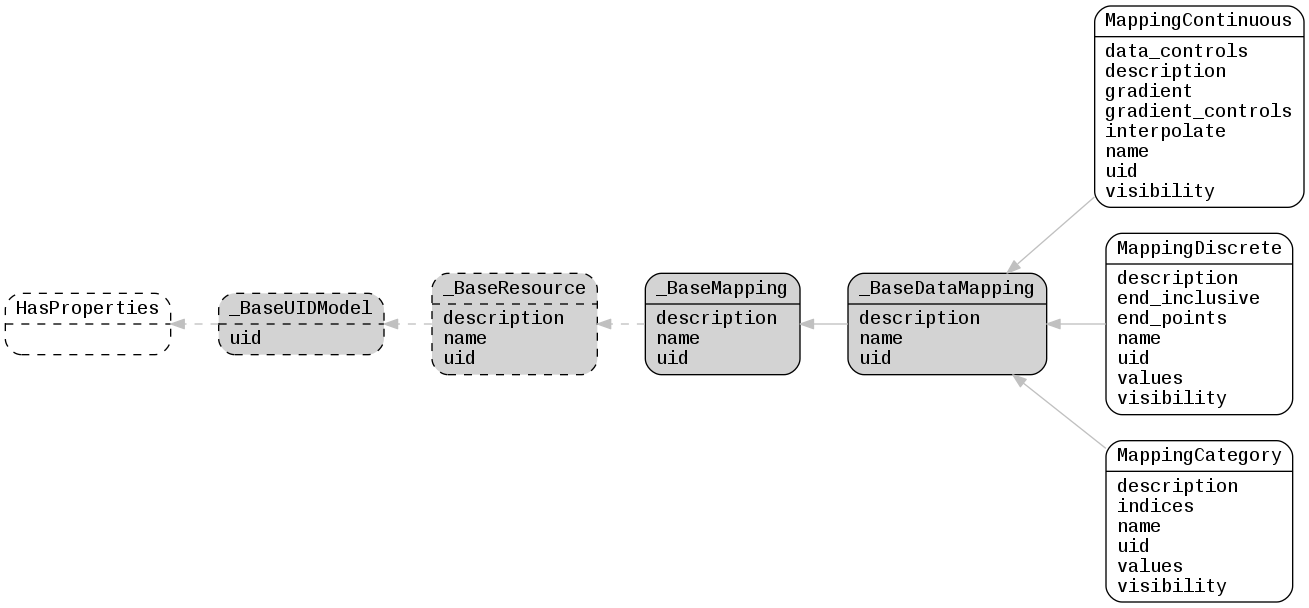 HasProperties
_BaseUIDModel
uid
_BaseResource
description
name
uid
_BaseMapping
description
name
uid
_BaseDataMapping
description
name
uid
MappingContinuous
data_controls
description
gradient
gradient_controls
interpolate
name
uid
visibility
MappingDiscrete
description
end_inclusive
end_points
name
uid
values
visibility
MappingCategory
description
indices
name
uid
values
visibility